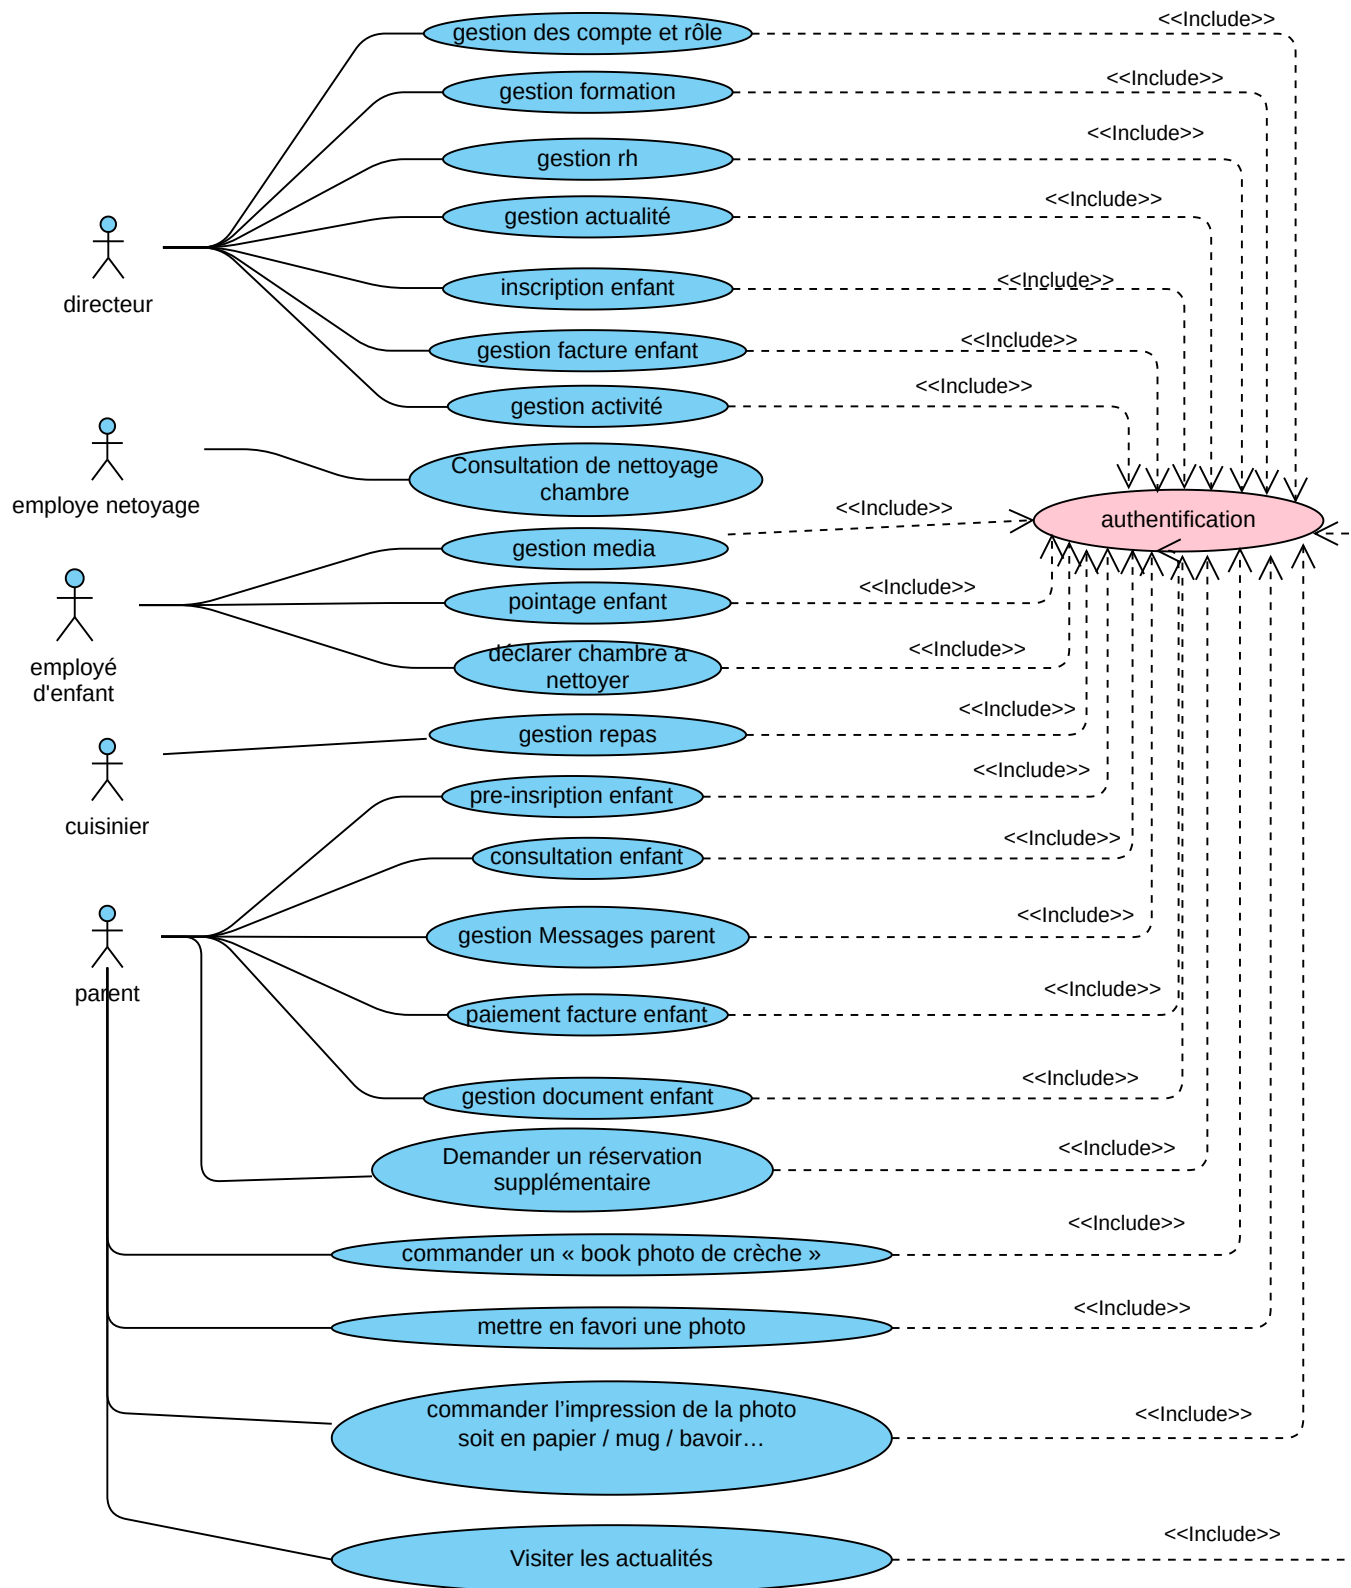 <<Include>>
gestion des compte et rôle
<<Include>>
gestion formation
<<Include>>
gestion rh
<<Include>>
gestion actualité
directeur
<<Include>>
inscription enfant
<<Include>>
gestion facture enfant
<<Include>>
gestion activité
employe netoyage
Consultation de nettoyage
chambre
<<Include>>
authentification
gestion media
<<Include>>
pointage enfant
employé
d'enfant
<<Include>>
déclarer chambre a
nettoyer
<<Include>>
gestion repas
cuisinier
<<Include>>
pre-insription enfant
<<Include>>
consultation enfant
<<Include>>
gestion Messages parent
parent
<<Include>>
paiement facture enfant
<<Include>>
gestion document enfant
<<Include>>
Demander un réservation
supplémentaire
<<Include>>
commander un « book photo de crèche »
<<Include>>
mettre en favori une photo
<<Include>>
commander l’impression de la photo
soit en papier / mug / bavoir…
<<Include>>
Visiter les actualités